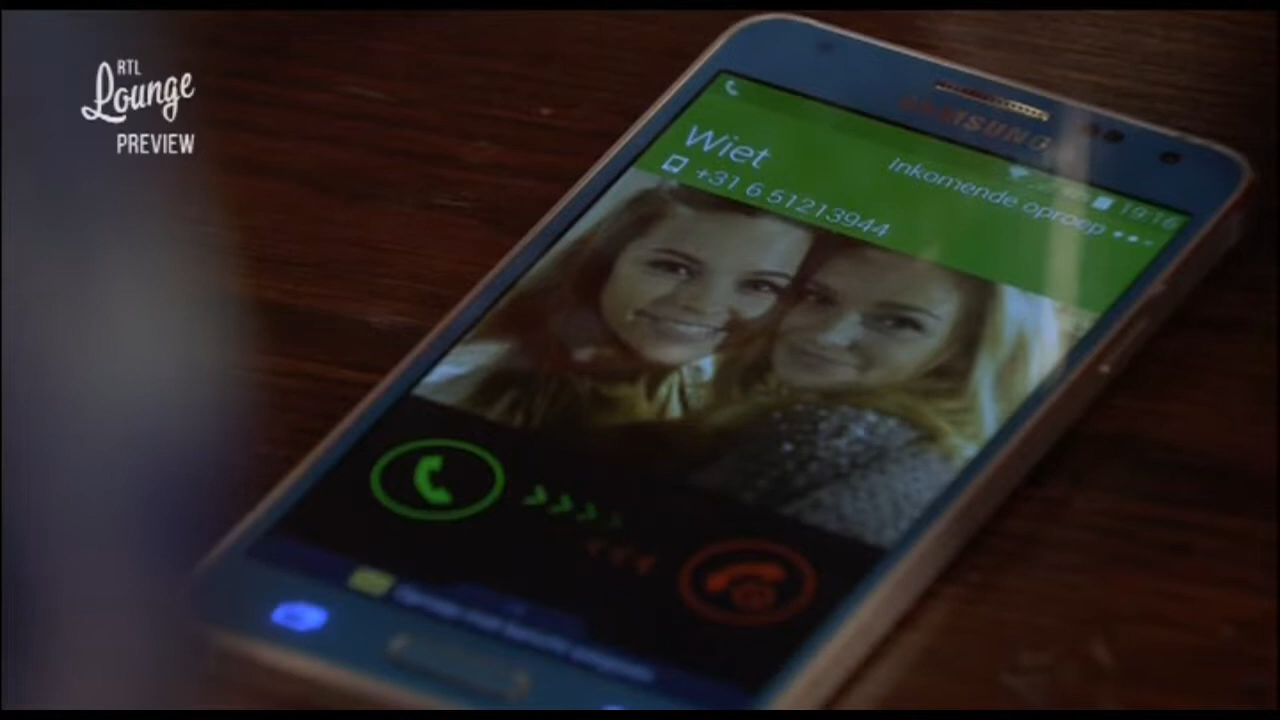 RTL
Lounge
PREVIEW
SAMSUNG
19:16
Wiet
Inkomende oproep
+31 6 51213944